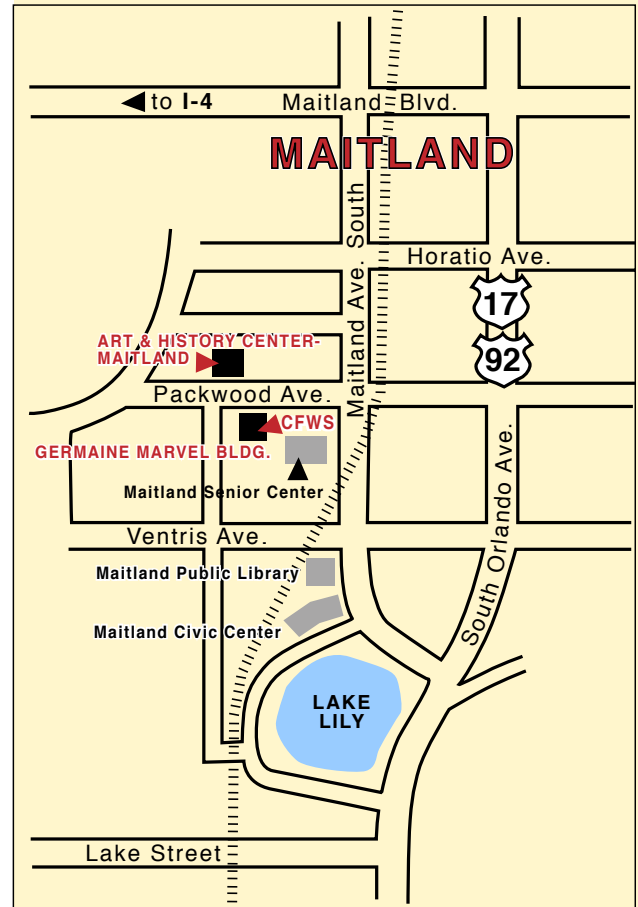 to I-4
Maitland Blvd.
MAITLAND
Maitland Ave. South
Horatio Ave.
17
92
ART & HISTORY CENTER-
MAITLAND
Packwood Ave.
CFWS
GERMAINE MARVEL BLDG.
Maitland Senior Center
South Orlando Ave.
Ventris Ave.
Maitland Public Library
Maitland Civic Center
LAKE
LILY
Lake Street